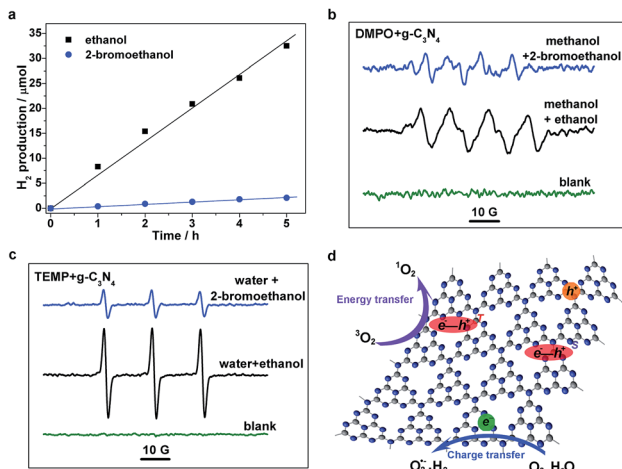 a
ethanol
2-bromoethanol
H2 production / μmol
35
30
25
20
15
10
5
0
0 1 2 3 4 5
Time / h
b
DMPO+g-C3N4
methanol
+2-bromoethanol
methanol
+ ethanol
blank
10 G
c
TEMP+g-C3N4
water +
2-bromoethanol
water+ethanol
blank
10 G
d
1O2
Energy transfer
3O2
h+
e-—h+ T
e-—h+ S
e-
Charge transfer